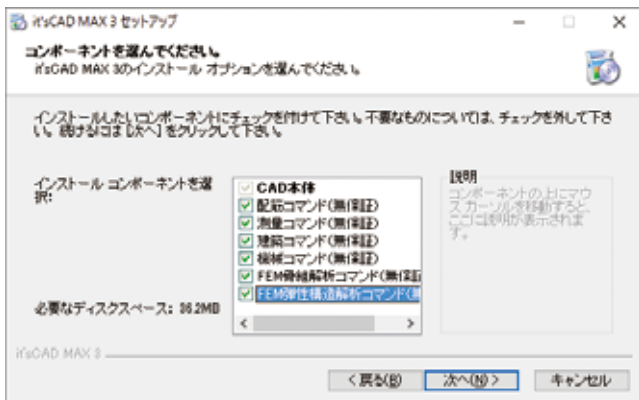 it'sCAD MAX 3 セットアップ
コンポーネントを選んでください。
it'sCAD MAX 3のインストール オプションを選んでください。
インストールしたいコンポーネントにチェックを付けて下さい。不要なものについては、チェックを外して下さ
い。続けるには [次へ] をクリックして下さい。
インストール コンポーネントを選
択:
CAD本体
配筋コマンド(無保証)
測量コマンド(無保証)
建築コマンド(無保証)
機械コマンド(無保証)
FEM骨組解析コマンド(無保証
FEM弾性構造解析コマンド(無
説明
コンポーネントの上にマウ
ス カーソルを移動すると、
ここに説明が表示されま
す。
必要なディスクスペース: 36.2MB
it'sCAD MAX 3
< 戻る(B)
次へ(N) >
キャンセル